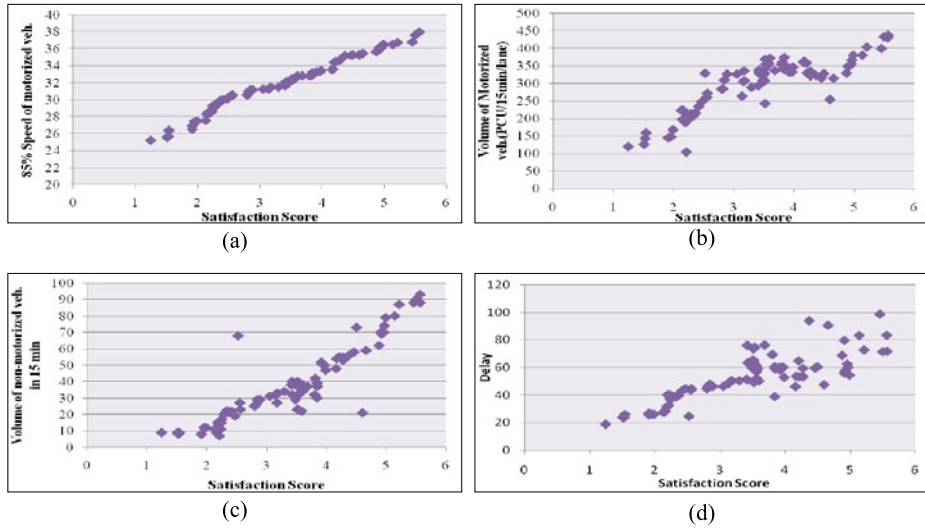 40
38
36
34
32
30
28
26
24
22
20
85% Speed of motorized veh.
0 1 2 3 4 5 6
Satisfaction Score
(a)
500
450
400
350
300
250
200
150
100
50
0
Volume of Motorized
veh.(PCU/15min/lane)
0 1 2 3 4 5 6
Satisfaction Score
(b)
100
90
80
70
60
50
40
30
20
10
0
Volume of non-motorized veh.
in 15 min
0 1 2 3 4 5 6
Satisfaction Score
(c)
120
100
80
60
40
20
0
Delay
0 1 2 3 4 5 6
Satisfaction Score
(d)